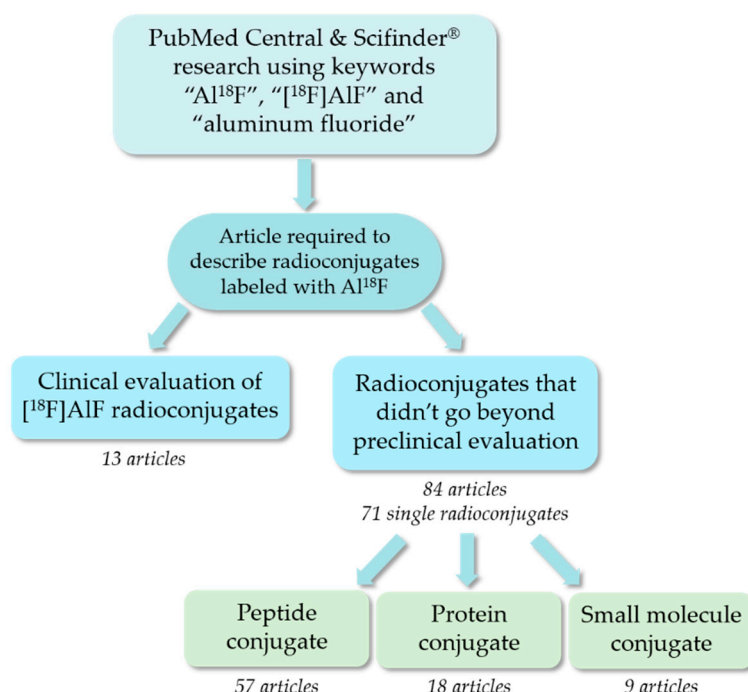 PubMed Central & Scifinder®
research using keywords
“Al¹⁸F”, “[¹⁸F]AlF” and
“aluminum fluoride”
Article required to
describe radioconjugates
labeled with Al¹⁸F
Clinical evaluation of
[¹⁸F]AlF radioconjugates
13 articles
Radioconjugates that
didn’t go beyond
preclinical evaluation
84 articles
71 single radioconjugates
Peptide
conjugate
57 articles
Protein
conjugate
18 articles
Small molecule
conjugate
9 articles